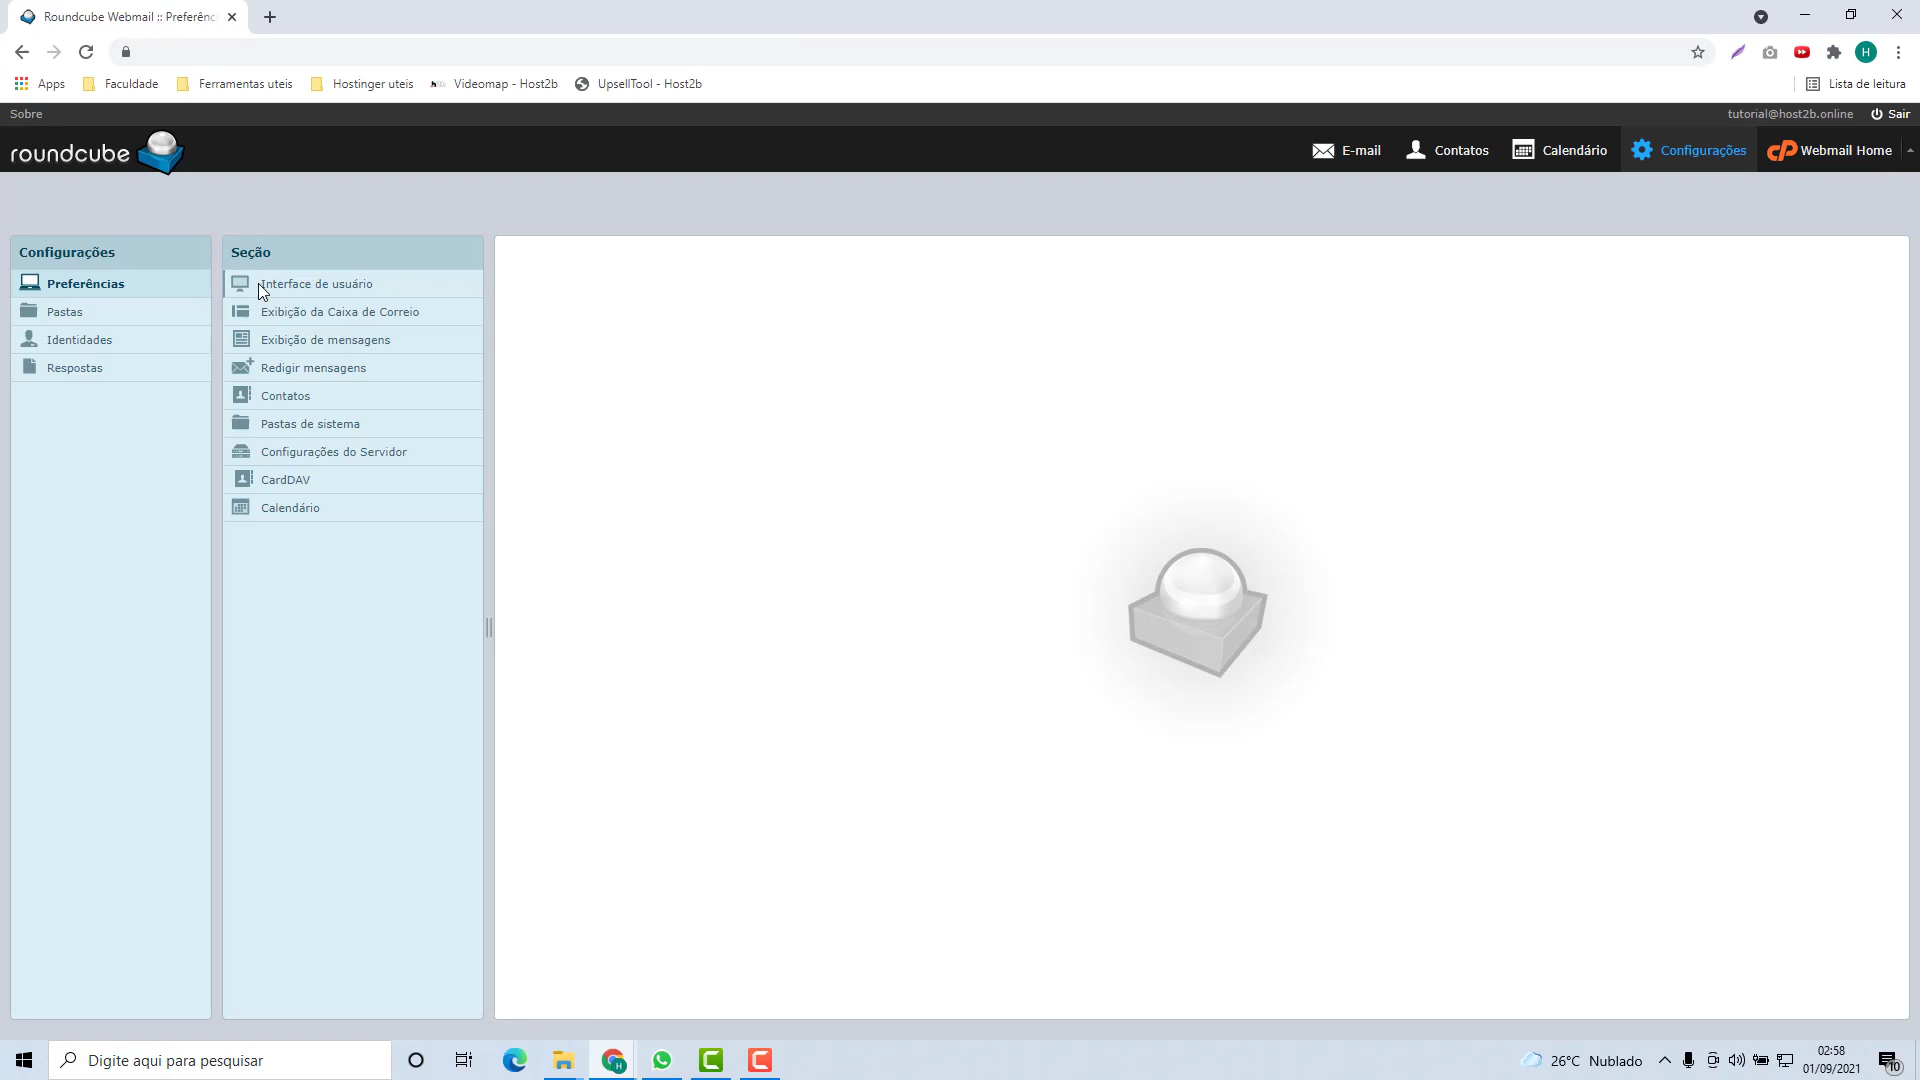 Roundcube Webmail :: Preferênc
Apps
Faculdade
Ferramentas uteis
Hostinger uteis
Videomap - Host2b
UpsellTool - Host2b
Lista de leitura
H
Sobre
tutorial@host2b.online
Sair
roundcube
E-mail
Contatos
Calendário
Configurações
cP Webmail Home
Configurações
Preferências
Pastas
Identidades
Respostas
Seção
Interface de usuário
Exibição da Caixa de Correio
Exibição de mensagens
Redigir mensagens
Contatos
Pastas de sistema
Configurações do Servidor
CardDAV
Calendário
Digite aqui para pesquisar
26°C Nublado
02:58
01/09/2021
10